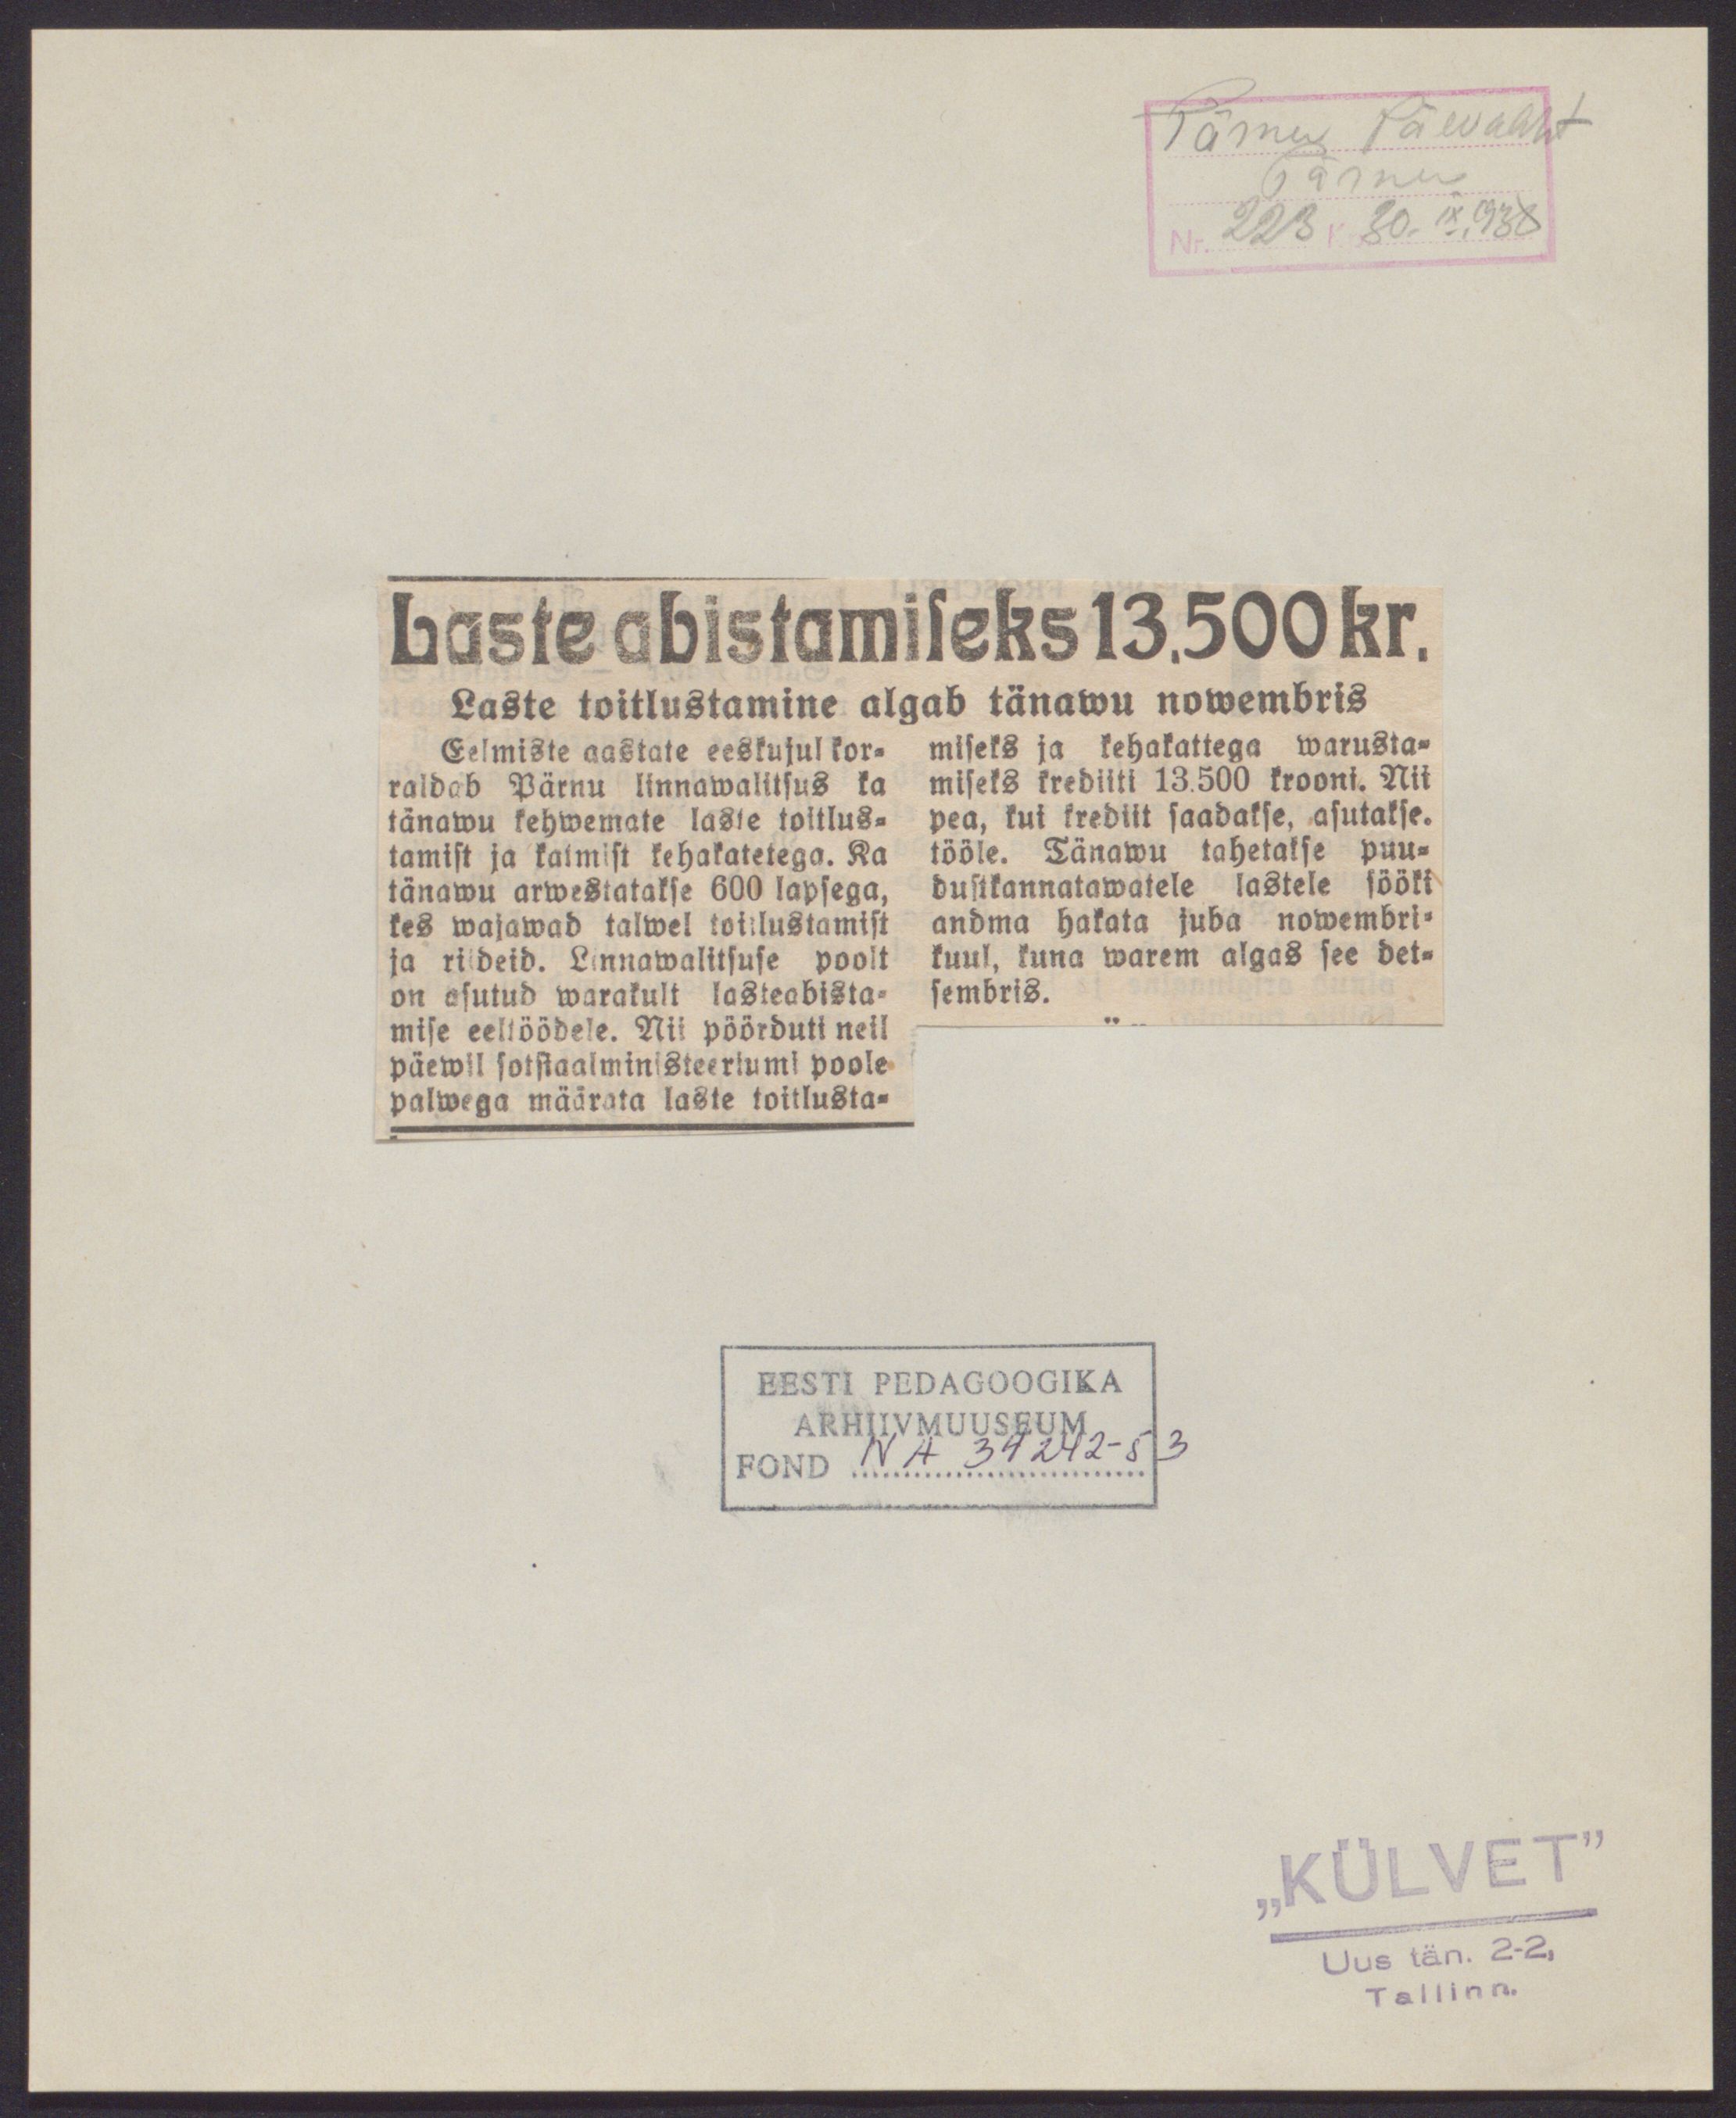 Pärnu Päevaleht
Pärnu
Nr. 223 30. IX. 1938
Laste abistamiseks 13.500 kr.
Laste toitlustamine algab tänawu nowembris
Eelmiste aastate eeskujul kor-
raldab Pärnu linnawalitsus ka
tänawu kehwemate laste toitlus-
tamist ja katmist kehakatetega. Ka
tänawu arwestatakse 600 lapsega,
kes wajawad talwel toitlustamist
ja riideid. Linnawalitsuse poolt
on asutud warakult lasteabista-
mise eeltöödele. Nii pöörduti neil
päewil sotsiaalministeeriumi poole
palwega määrata laste toitlusta-
miseks ja kehakattega warusta-
miseks krediiti 13.500 krooni. Nii
pea, kui krediit saadakse, asutakse.
tööle. Tänawu tahetakse puu-
dustkannatawatele lastele sööki
andma hakata juba nowembri-
kuul, kuna warem algas see det-
sembris.
EESTI PEDAGOOGIKA
ARHIIVMUUSEUM
FOND NA 34242-53
„KÜLVET”
Uus tän. 2-2,
Tallinn.